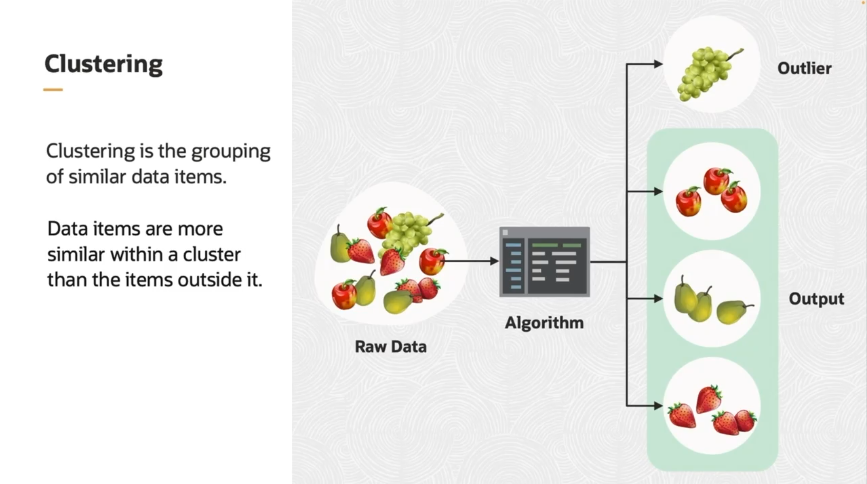 Clustering
Clustering is the grouping
of similar data items.
Data items are more
similar within a cluster
than the items outside it.
Raw Data
Algorithm
Outlier
Output